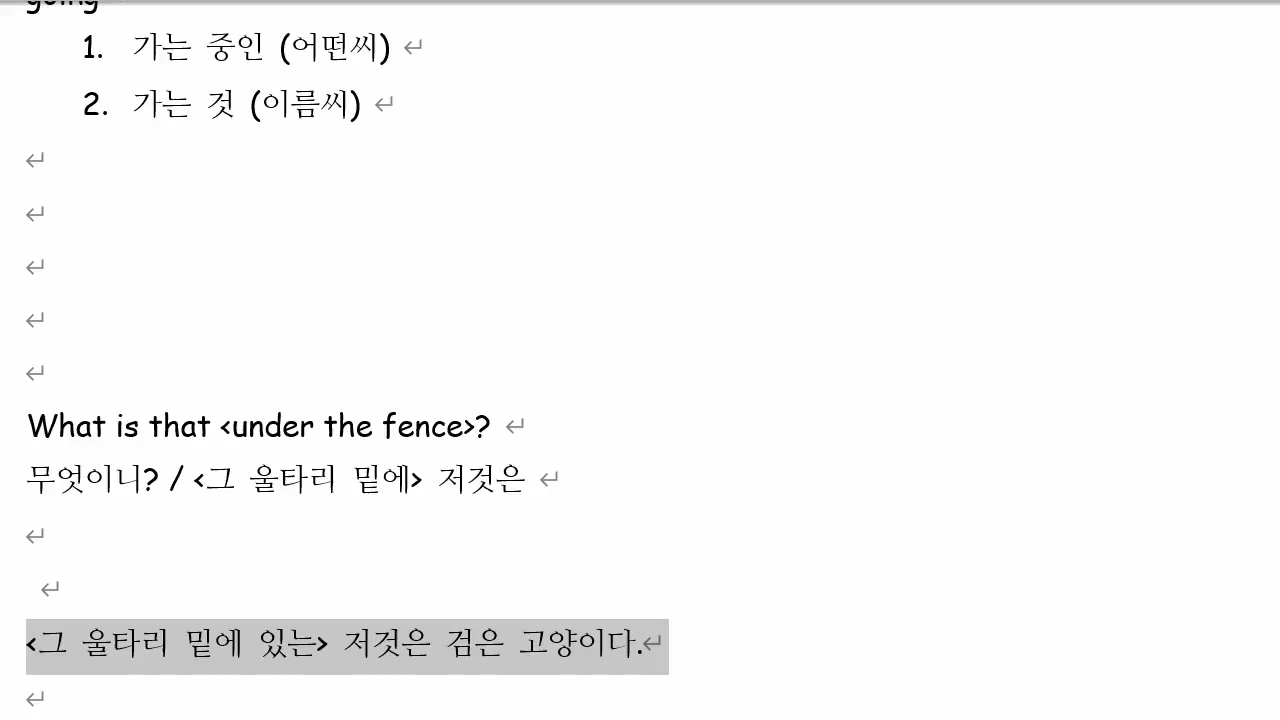 going
1. 가는 중인 (어떤씨)
2. 가는 것 (이름씨)
What is that <under the fence>?
무엇이니? / <그 울타리 밑에> 저것은
<그 울타리 밑에 있는> 저것은 검은 고양이다.